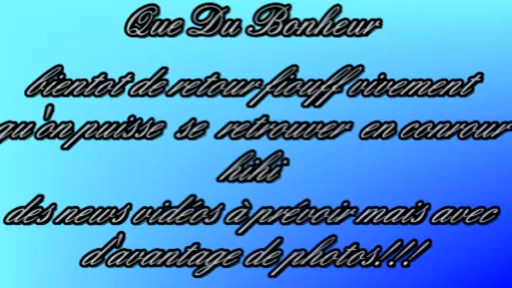 Que Du Bonheur
bientot de retour fiouff vivement
qu'on puisse se retrouver en conrour
hihi
des news vidéos à prévoir mais avec
d'avantage de photos!!!